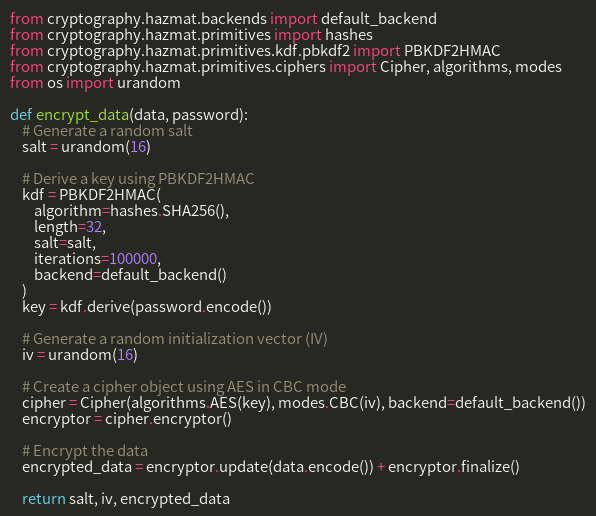 from cryptography.hazmat.backends import default_backend
from cryptography.hazmat.primitives import hashes
from cryptography.hazmat.primitives.kdf.pbkdf2 import PBKDF2HMAC
from cryptography.hazmat.primitives.ciphers import Cipher, algorithms, modes
from os import urandom

def encrypt_data(data, password):
    # Generate a random salt
    salt = urandom(16)

    # Derive a key using PBKDF2HMAC
    kdf = PBKDF2HMAC(
        algorithm=hashes.SHA256(),
        length=32,
        salt=salt,
        iterations=100000,
        backend=default_backend()
    )
    key = kdf.derive(password.encode())

    # Generate a random initialization vector (IV)
    iv = urandom(16)

    # Create a cipher object using AES in CBC mode
    cipher = Cipher(algorithms.AES(key), modes.CBC(iv), backend=default_backend())
    encryptor = cipher.encryptor()

    # Encrypt the data
    encrypted_data = encryptor.update(data.encode()) + encryptor.finalize()

    return salt, iv, encrypted_data